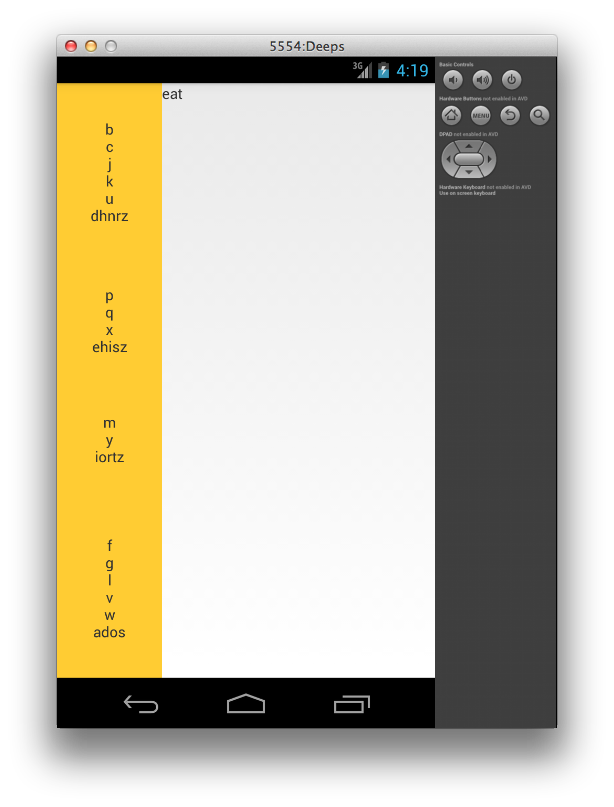 5554:Deeps
3G 4:19
eat
b
c
j
k
u
dhnrz
p
q
x
ehisz
m
y
iortz
f
g
l
v
w
ados
Basic Controls
Hardware Buttons not enabled in AVD
MENU
DPAD not enabled in AVD
Hardware Keyboard not enabled in AVD
Use on screen keyboard